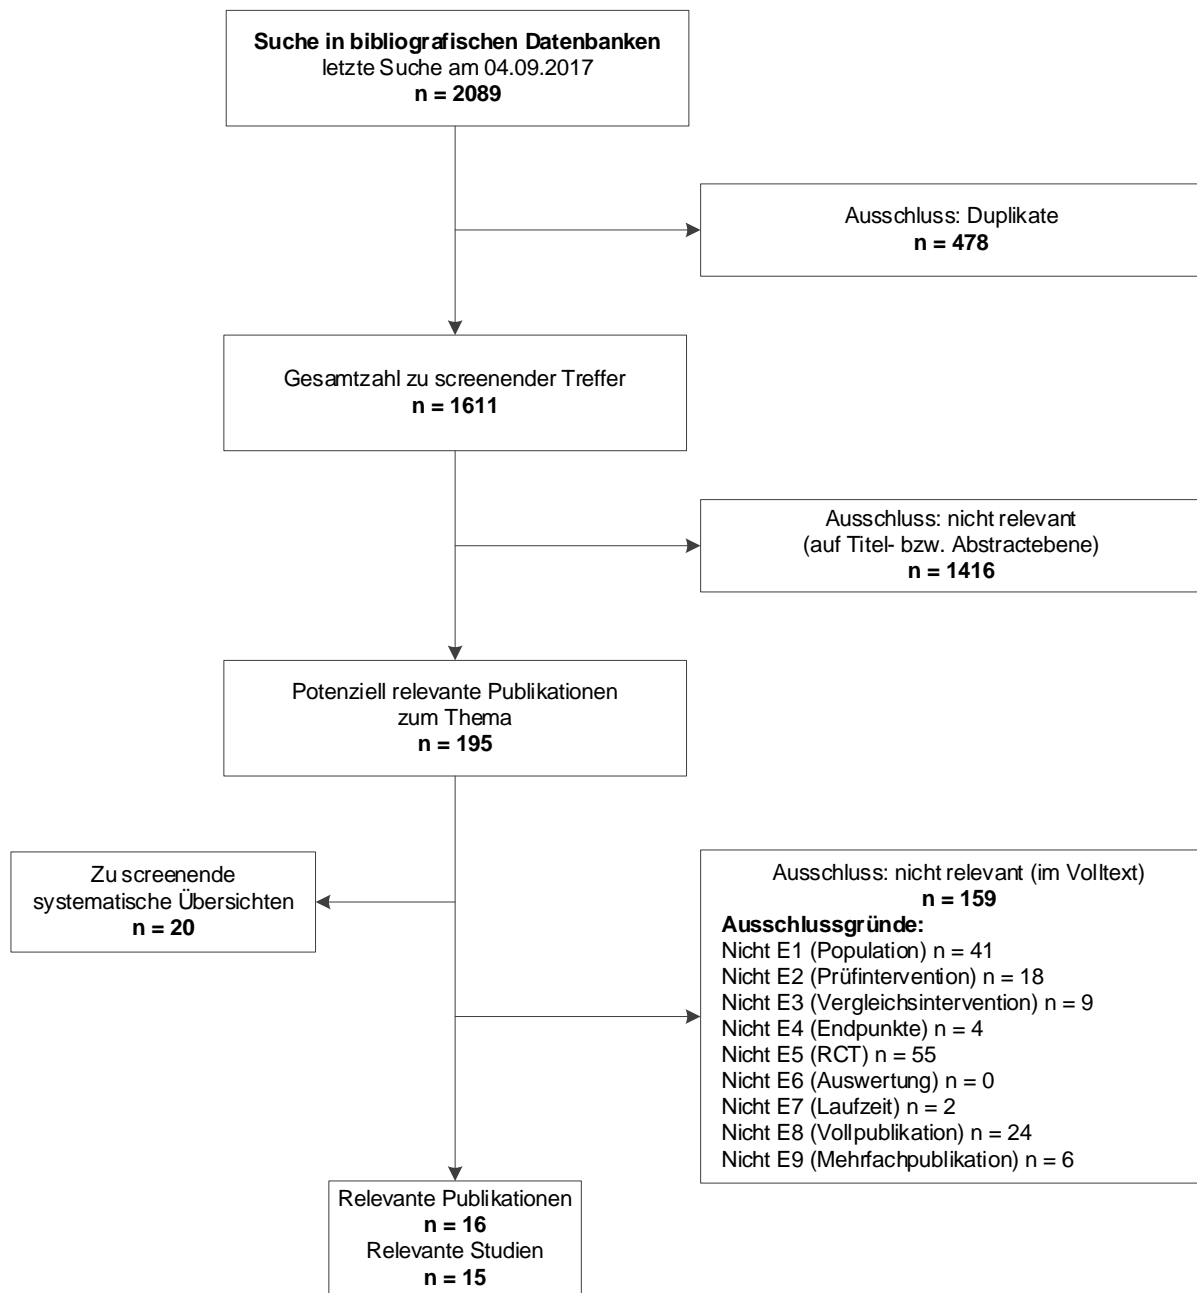 Suche in bibliografischen Datenbanken
letzte Suche am 04.09.2017
n = 2089
Ausschluss: Duplikate
n = 478
Gesamtzahl zu screenender Treffer
n = 1611
Ausschluss: nicht relevant
(auf Titel- bzw. Abstractebene)
n = 1416
Potenziell relevante Publikationen
zum Thema
n = 195
Zu screenende
systematische Übersichten
n = 20
Ausschluss: nicht relevant (im Volltext)
n = 159
Ausschlussgründe:
Nicht E1 (Population) n = 41
Nicht E2 (Prüfintervention) n = 18
Nicht E3 (Vergleichsintervention) n = 9
Nicht E4 (Endpunkte) n = 4
Nicht E5 (RCT) n = 55
Nicht E6 (Auswertung) n = 0
Nicht E7 (Laufzeit) n = 2
Nicht E8 (Vollpublikation) n = 24
Nicht E9 (Mehrfachpublikation) n = 6
Relevante Publikationen
n = 16
Relevante Studien
n = 15